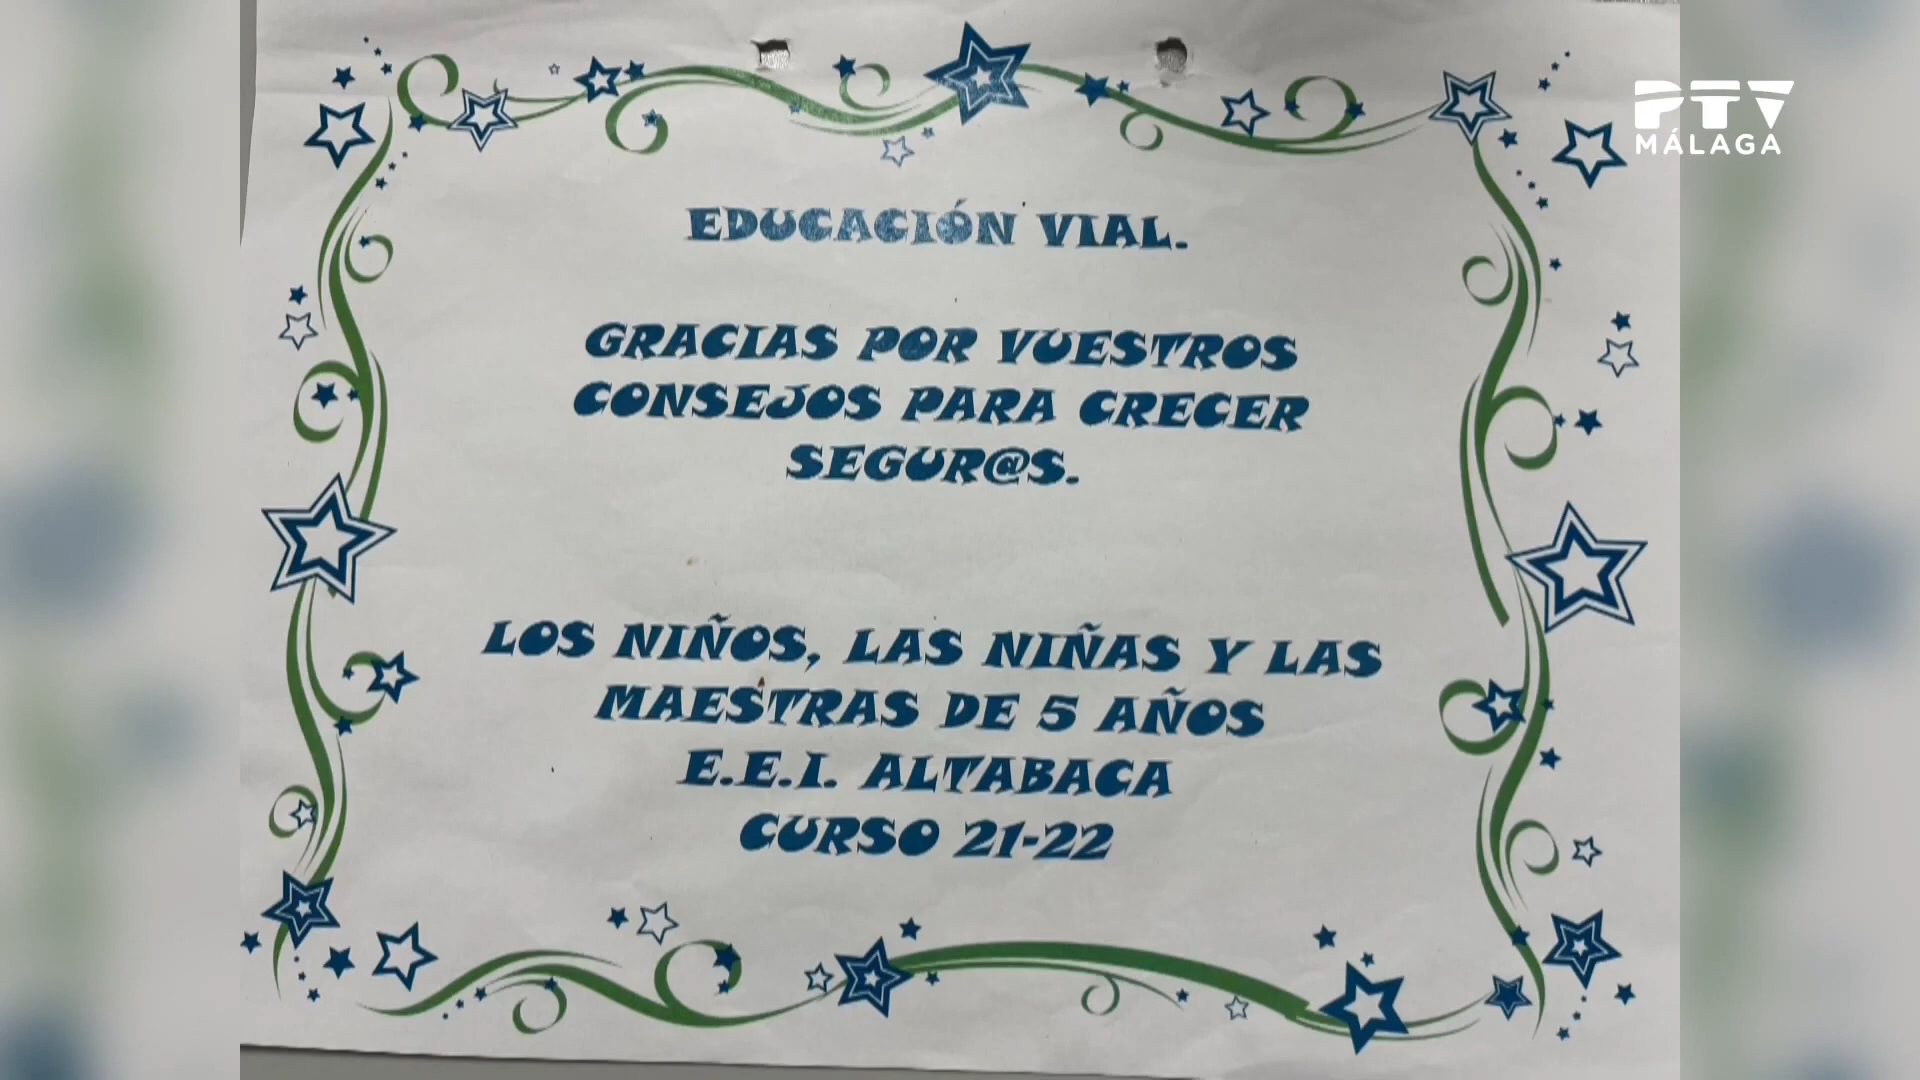 PTV
MÁLAGA
EDUCACIÓN VIAL.
GRACIAS POR VUESTROS
CONSEJOS PARA CRECER
SEGUR@S.
LOS NIÑOS, LAS NIÑAS Y LAS
MAESTRAS DE 5 AÑOS
E.E.I. ALTABACA
CURSO 21-22